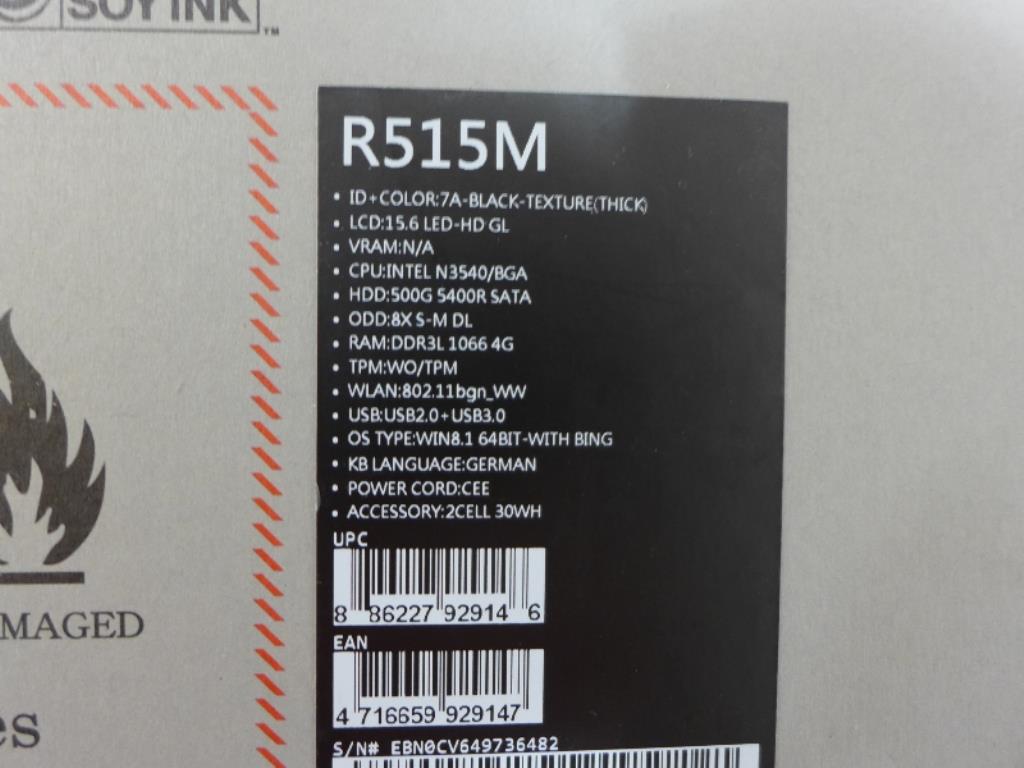 SOY INK
™
R515M
• ID+COLOR:7A-BLACK-TEXTURE(THICK)
• LCD:15.6 LED-HD GL
• VRAM:N/A
• CPU:INTEL N3540/BGA
• HDD:500G 5400R SATA
• ODD:8X S-M DL
• RAM:DDR3L 1066 4G
• TPM:WO/TPM
• WLAN:802.11bgn_WW
• USB:USB2.0+USB3.0
• OS TYPE:WIN8.1 64BIT-WITH BING
• KB LANGUAGE:GERMAN
• POWER CORD:CEE
• ACCESSORY:2CELL 30WH
UPC
8 86227 92914 6
EAN
4 716659 929147
S/N# EBN0CV649736482
MAGED
es